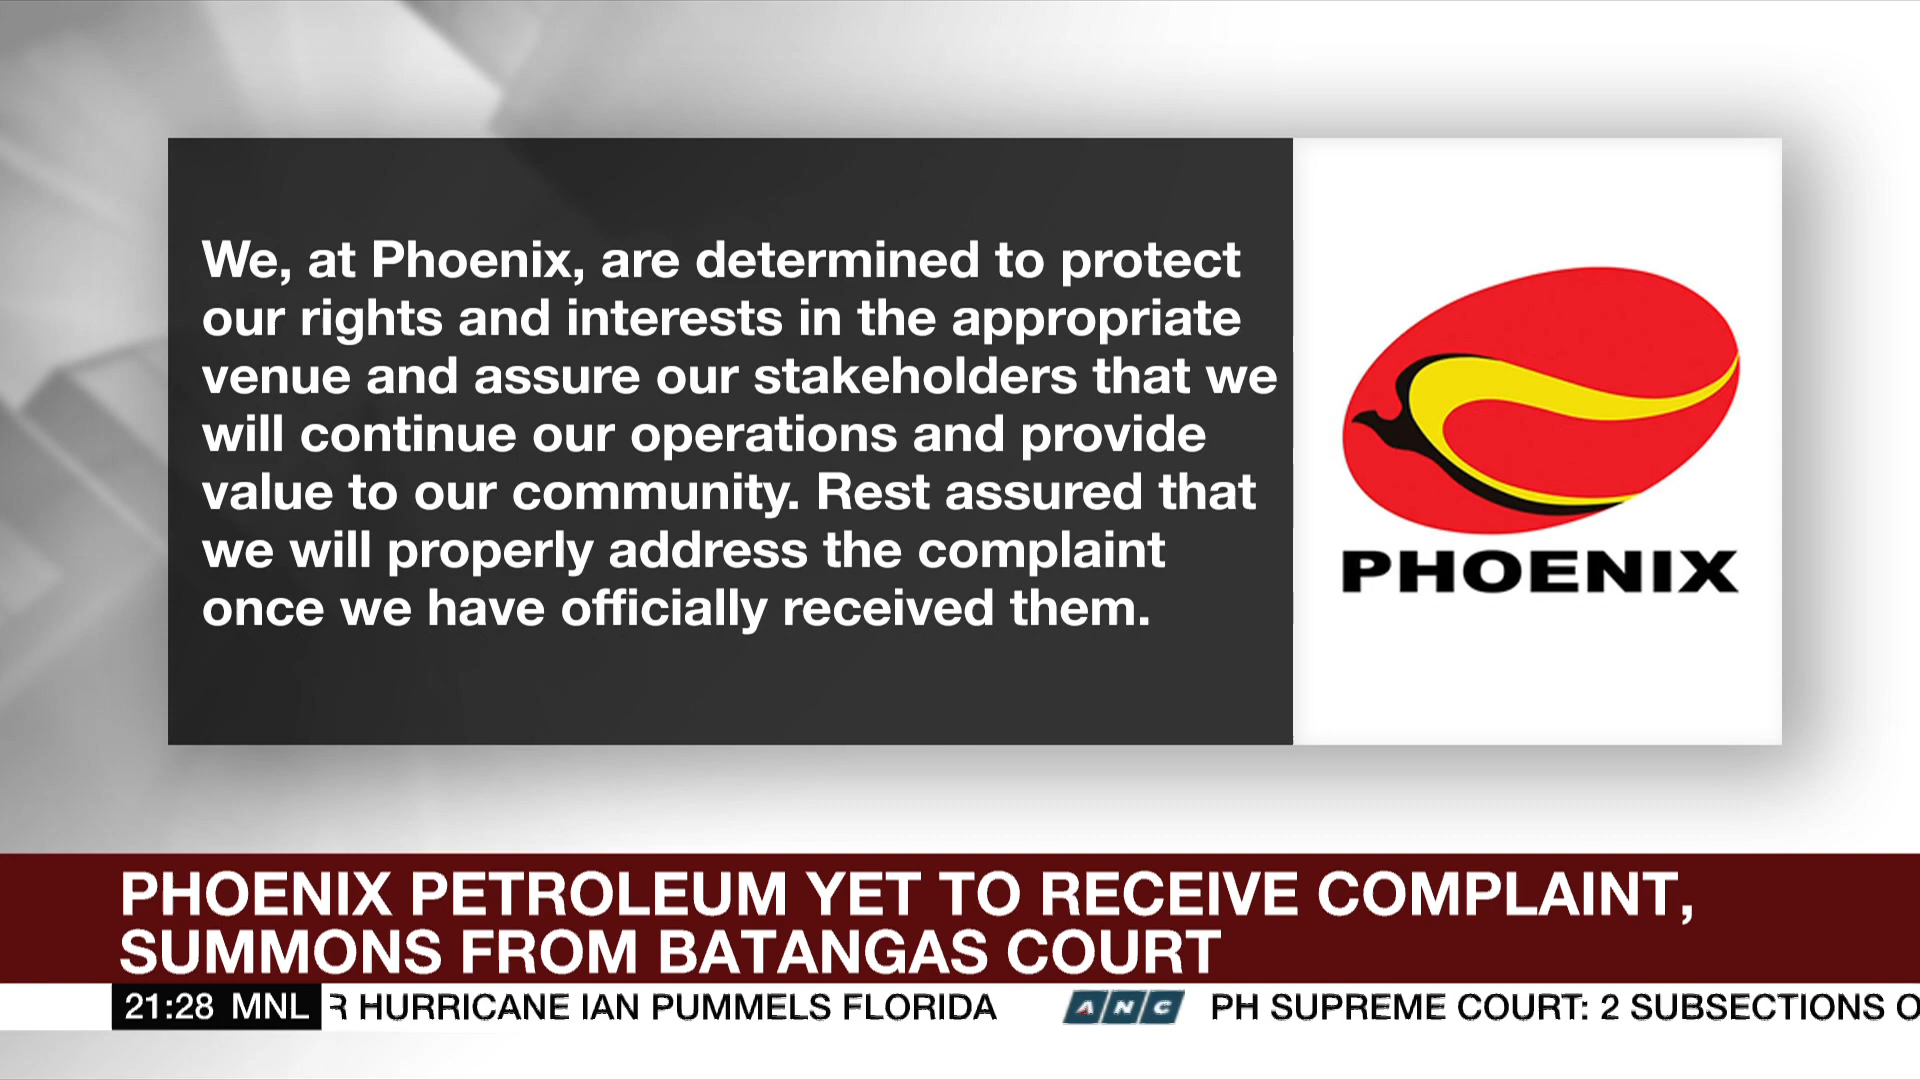 We, at Phoenix, are determined to protect
our rights and interests in the appropriate
venue and assure our stakeholders that we
will continue our operations and provide
value to our community. Rest assured that
we will properly address the complaint
once we have officially received them.
PHOENIX
PHOENIX PETROLEUM YET TO RECEIVE COMPLAINT,
SUMMONS FROM BATANGAS COURT
21:28 MNL R HURRICANE IAN PUMMELS FLORIDA ANC PH SUPREME COURT: 2 SUBSECTIONS O